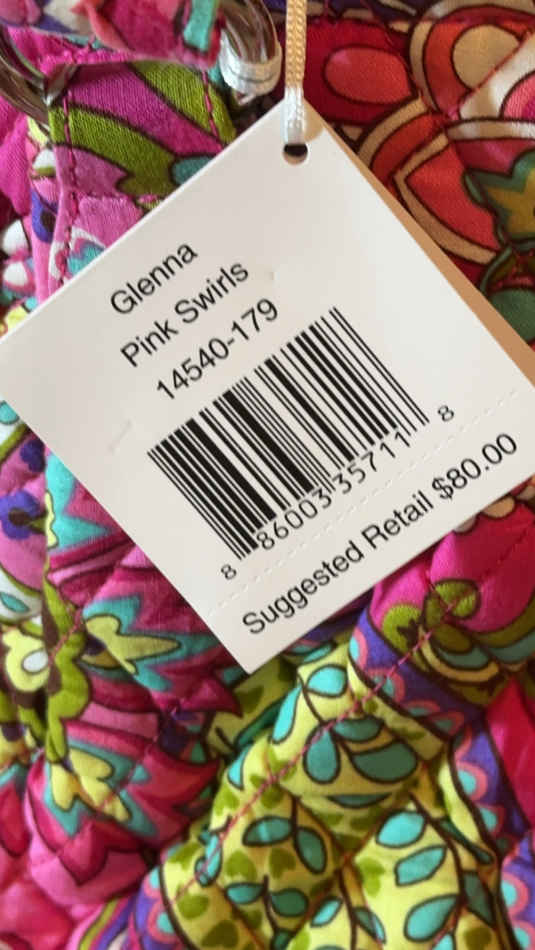 Glenna
Pink Swirls
14540-179
8 86003 35711 8
Suggested Retail $80.00